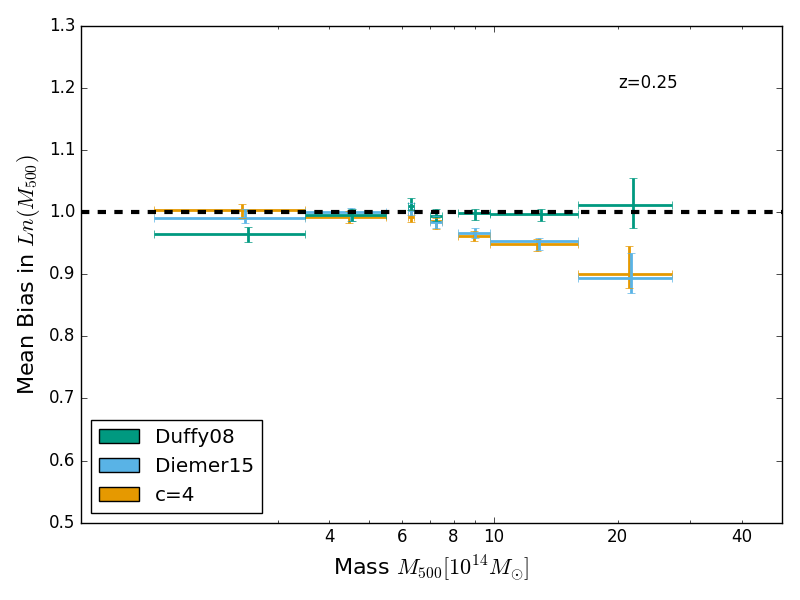 1.3
1.2
1.1
1.0
0.9
0.8
0.7
0.6
0.5
Mean Bias in Ln(M500)
z=0.25
Duffy08
Diemer15
c=4
4 6 8 10 20 40
Mass M500[10^14 M⊙]